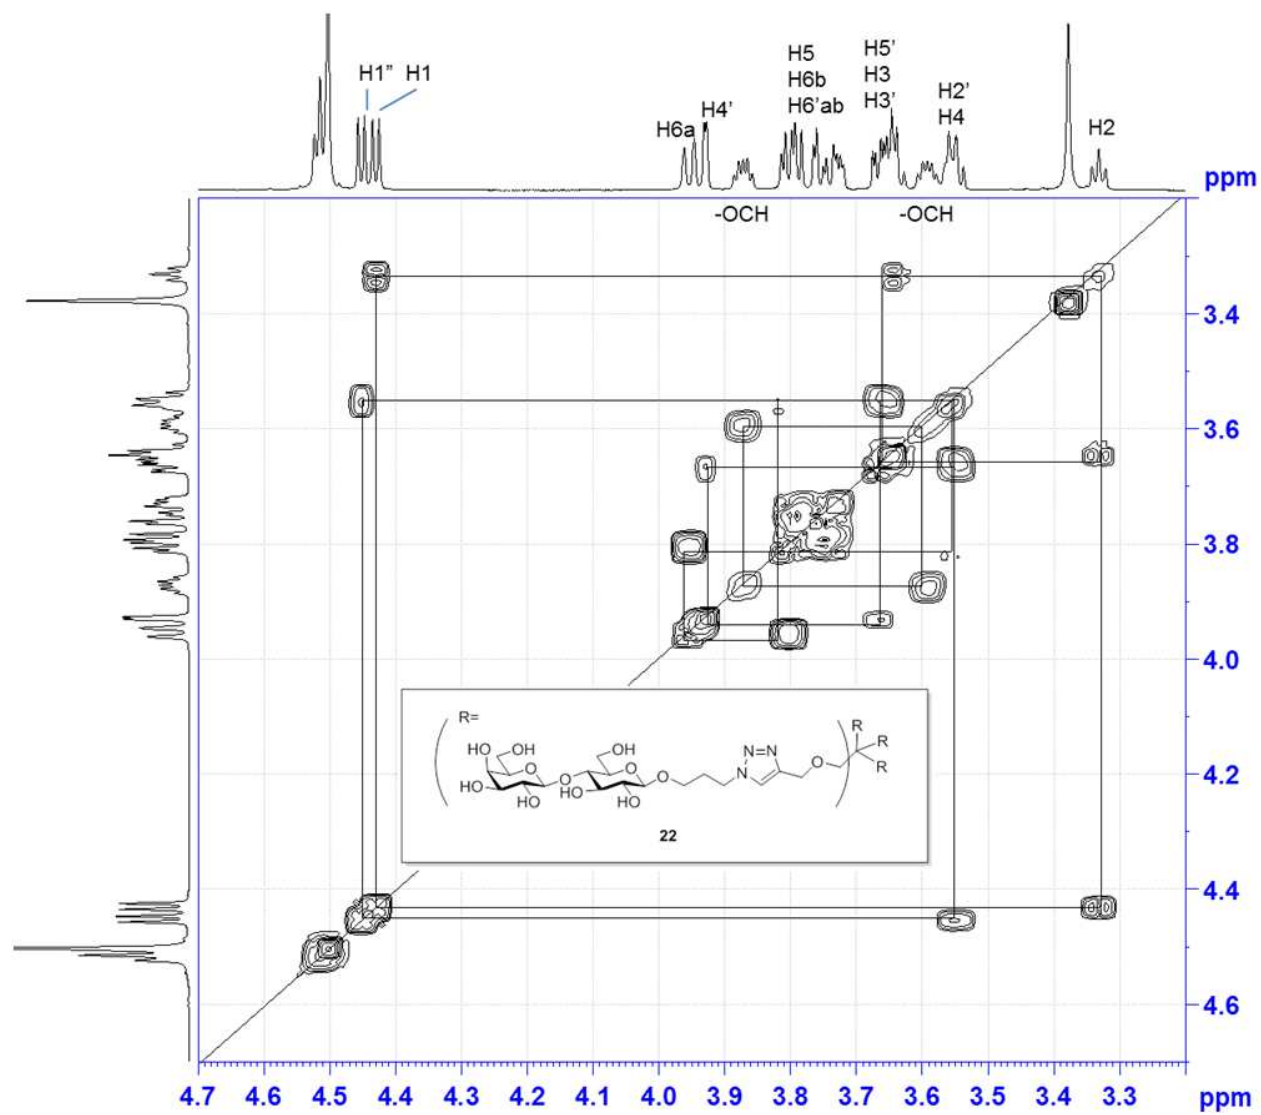 H1” H1
H6a
H4’
H5
H6b
H6’ab
H5’
H3
H3’
H2’
H4
H2
ppm
-OCH
-OCH
3.4
3.6
3.8
4.0
4.2
4.4
4.6
R=
HO
OH
OH
N=N
N
R
R
R
O
O
O
O
O
HO
HO
HO
HO
OH
22
4.7 4.6 4.5 4.4 4.3 4.2 4.1 4.0 3.9 3.8 3.7 3.6 3.5 3.4 3.3 ppm